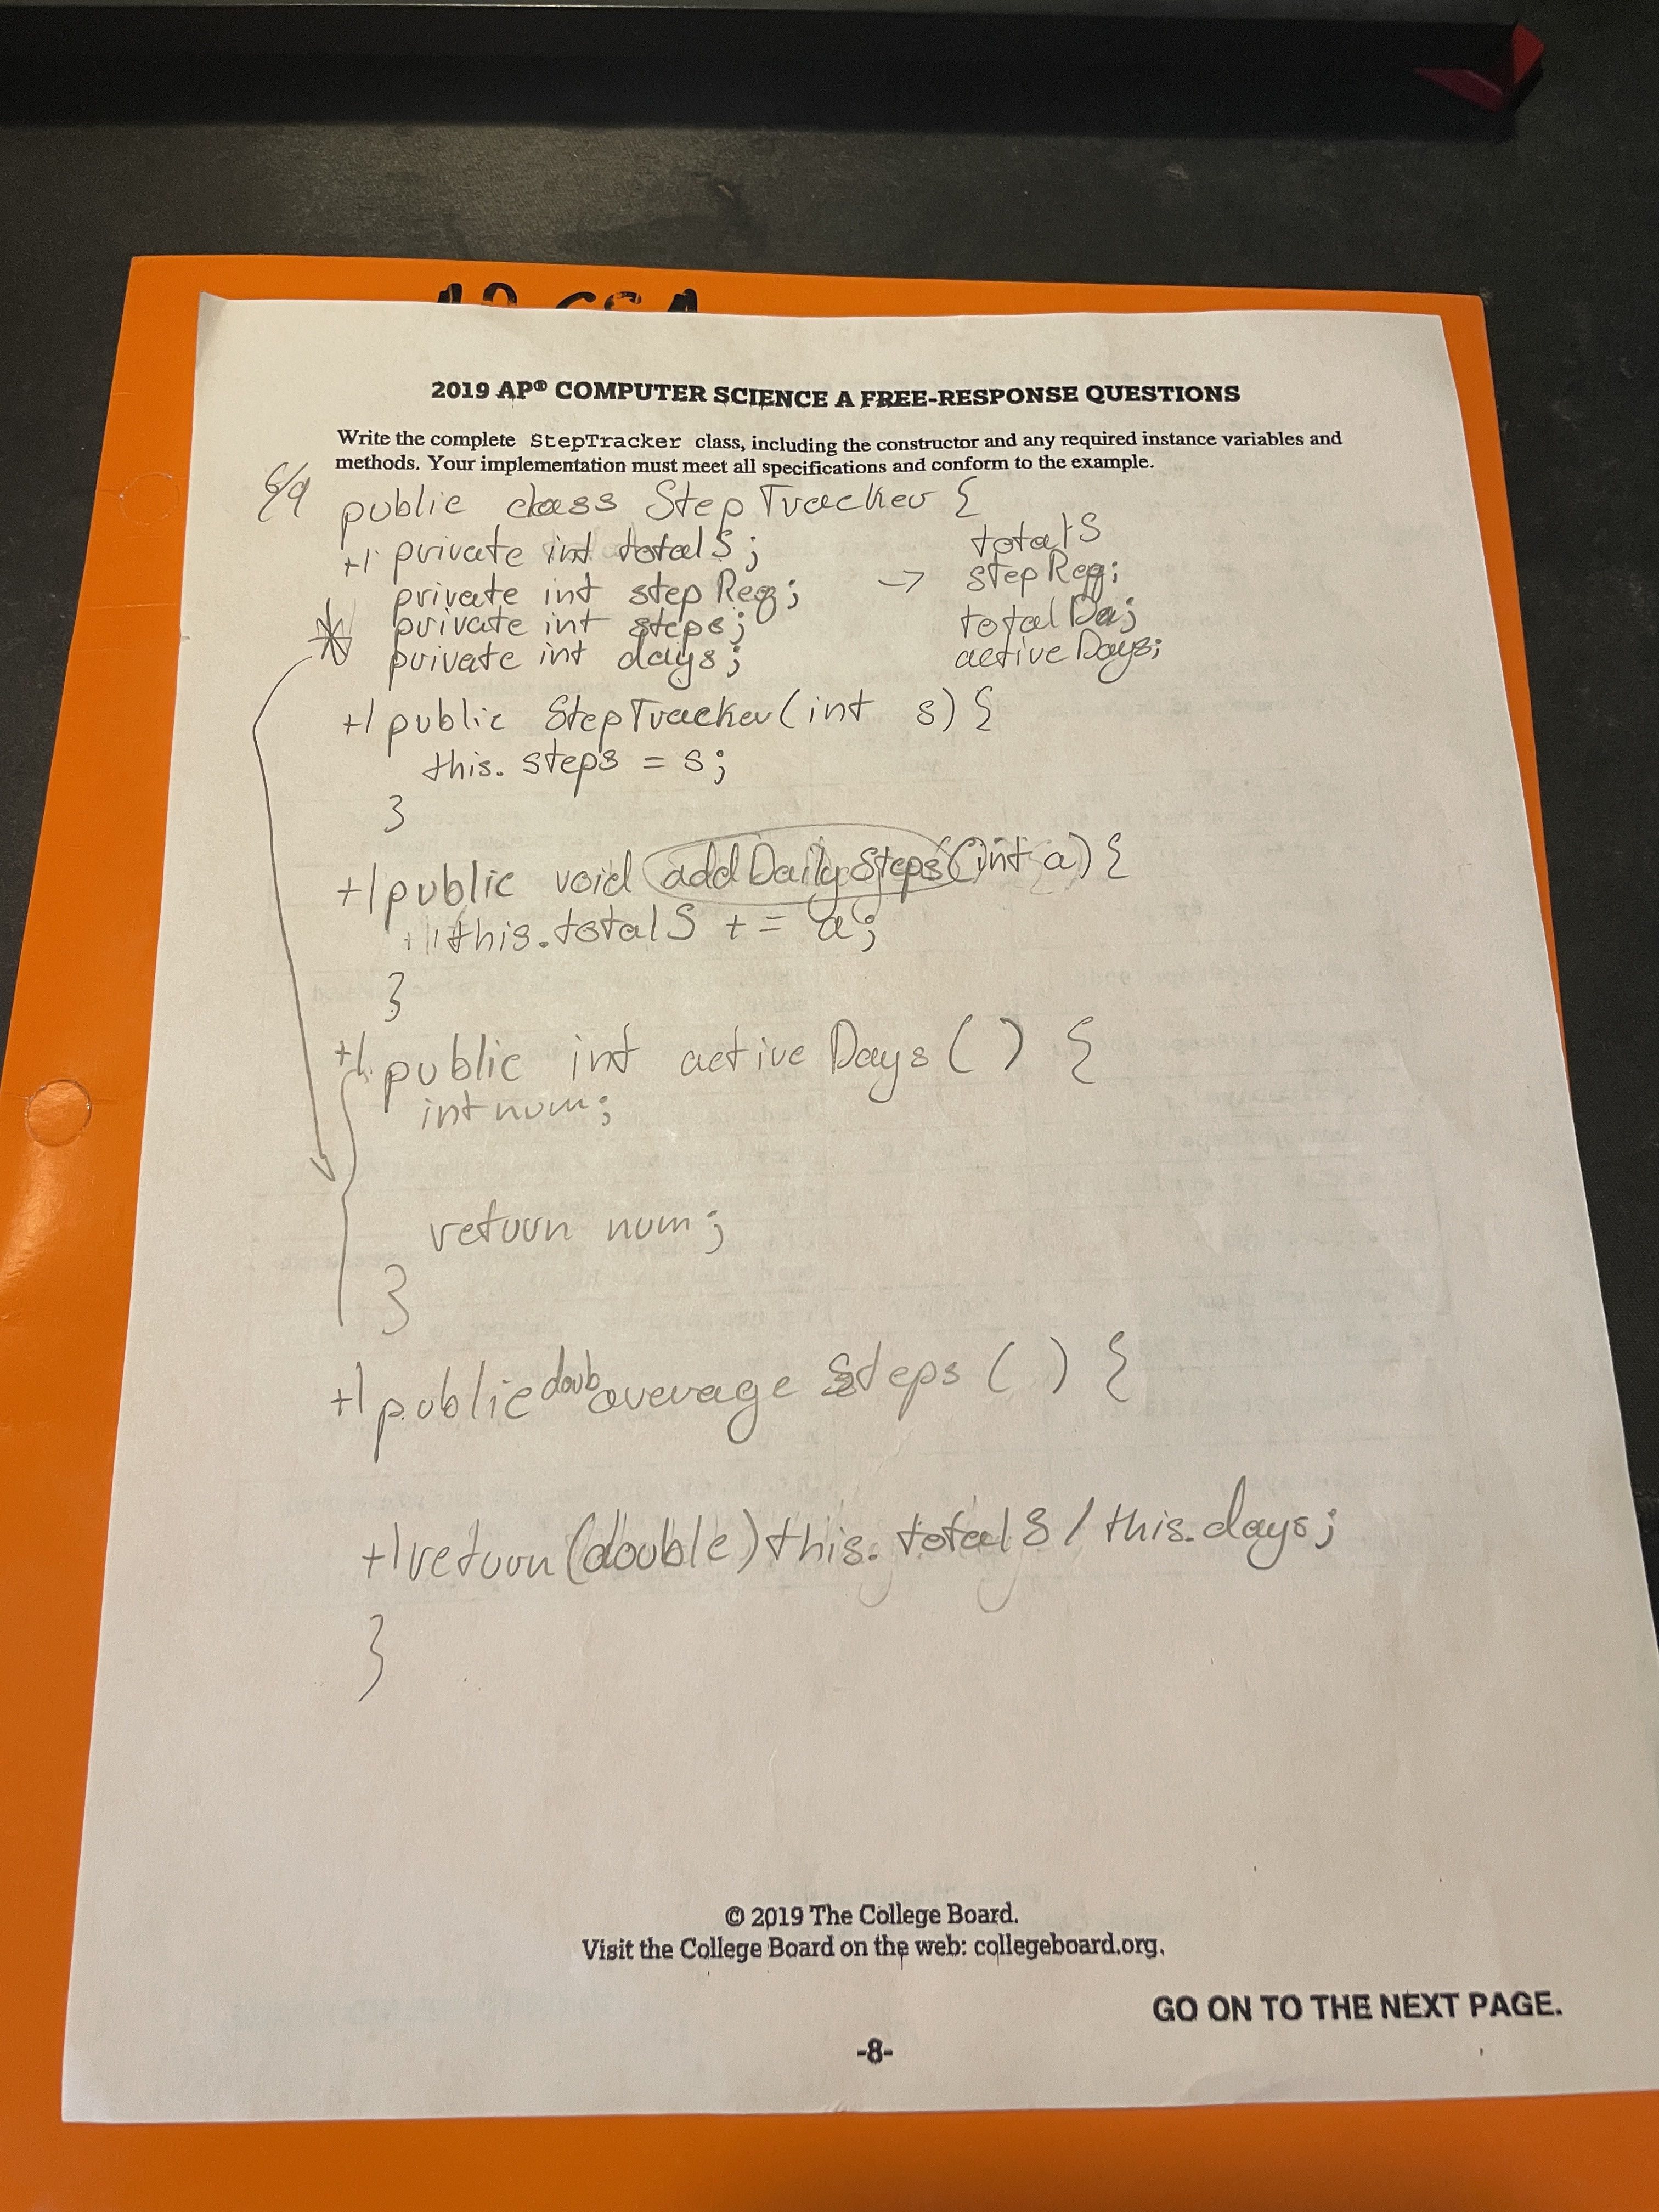 2019 AP® COMPUTER SCIENCE A FREE-RESPONSE QUESTIONS
Write the complete StepTracker class, including the constructor and any required instance variables and
methods. Your implementation must meet all specifications and conform to the example.
6/9 public class StepTracker {
+1 private int totalS; totalS
private int stepReq; → stepReq;
private int steps; totalDa;
private int days; activeDays;
+1 public StepTracker(int s) {
this.steps = s;
}
+1 public void addDailySteps(int a) {
+1 this.totalS += a;
}
+1 public int activeDays() {
int num;
return num;
}
+1 public doub average Steps() {
+1 return (double) this.totalS / this.days;
}
© 2019 The College Board.
Visit the College Board on the web: collegeboard.org.
GO ON TO THE NEXT PAGE.
-8-